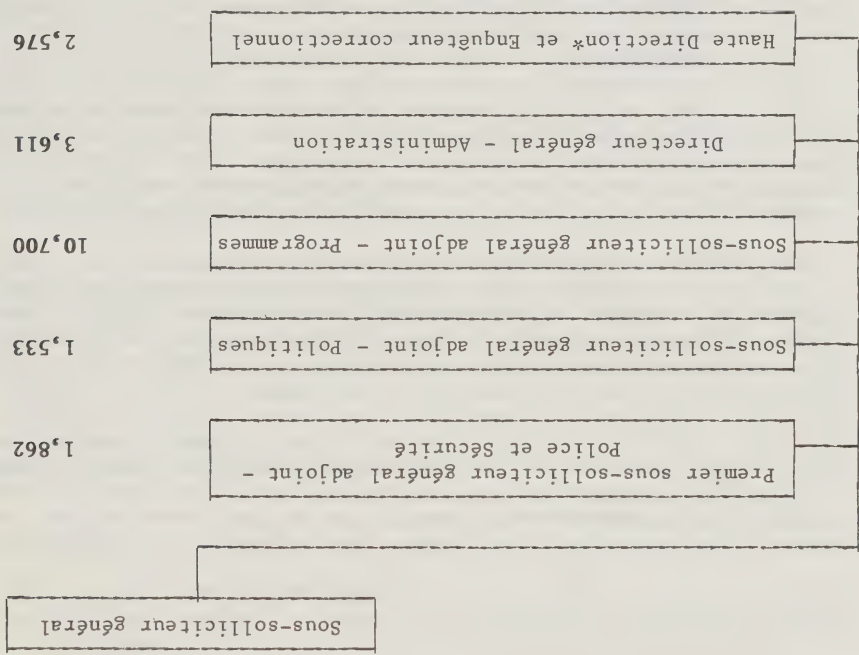 Sous-solliciteur général
Premier sous-solliciteur général adjoint -
Police et Sécurité
1,862
Sous-solliciteur général adjoint - Politiques
1,533
Sous-solliciteur général adjoint - Programmes
10,700
Directeur général - Administration
3,611
Haute Direction* et Enquêteur correctionnel
2,576